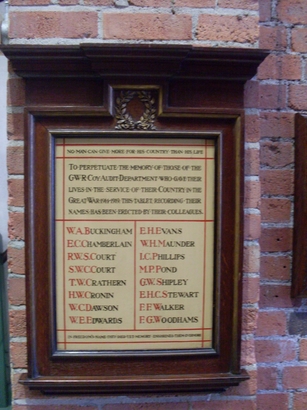 NO MAN CAN GIVE MORE FOR HIS COUNTRY THAN HIS LIFE
TO PERPETUATE THE MEMORY OF THOSE OF THE
G.W.R COY AUDIT DEPARTMENT WHO GAVE THEIR
LIVES IN THE SERVICE OF THEIR COUNTRY IN THE
GREAT WAR 1914-1919 THIS TABLET, RECORDING THEIR
NAMES HAS BEEN ERECTED BY THEIR COLLEAGUES.
W.A. BUCKINGHAM
E.C. CHAMBERLAIN
R.W.S. COURT
S.W.C. COURT
T.W. CRATHERN
H.W. CRONIN
W.C. DAWSON
W.E. EDWARDS
E.H. EVANS
W.H. MAUNDER
I.C. PHILLIPS
M.P. POND
G.W. SHIPLEY
E.H.C. STEWART
F.F. WALKER
F.G. WOODHAMS